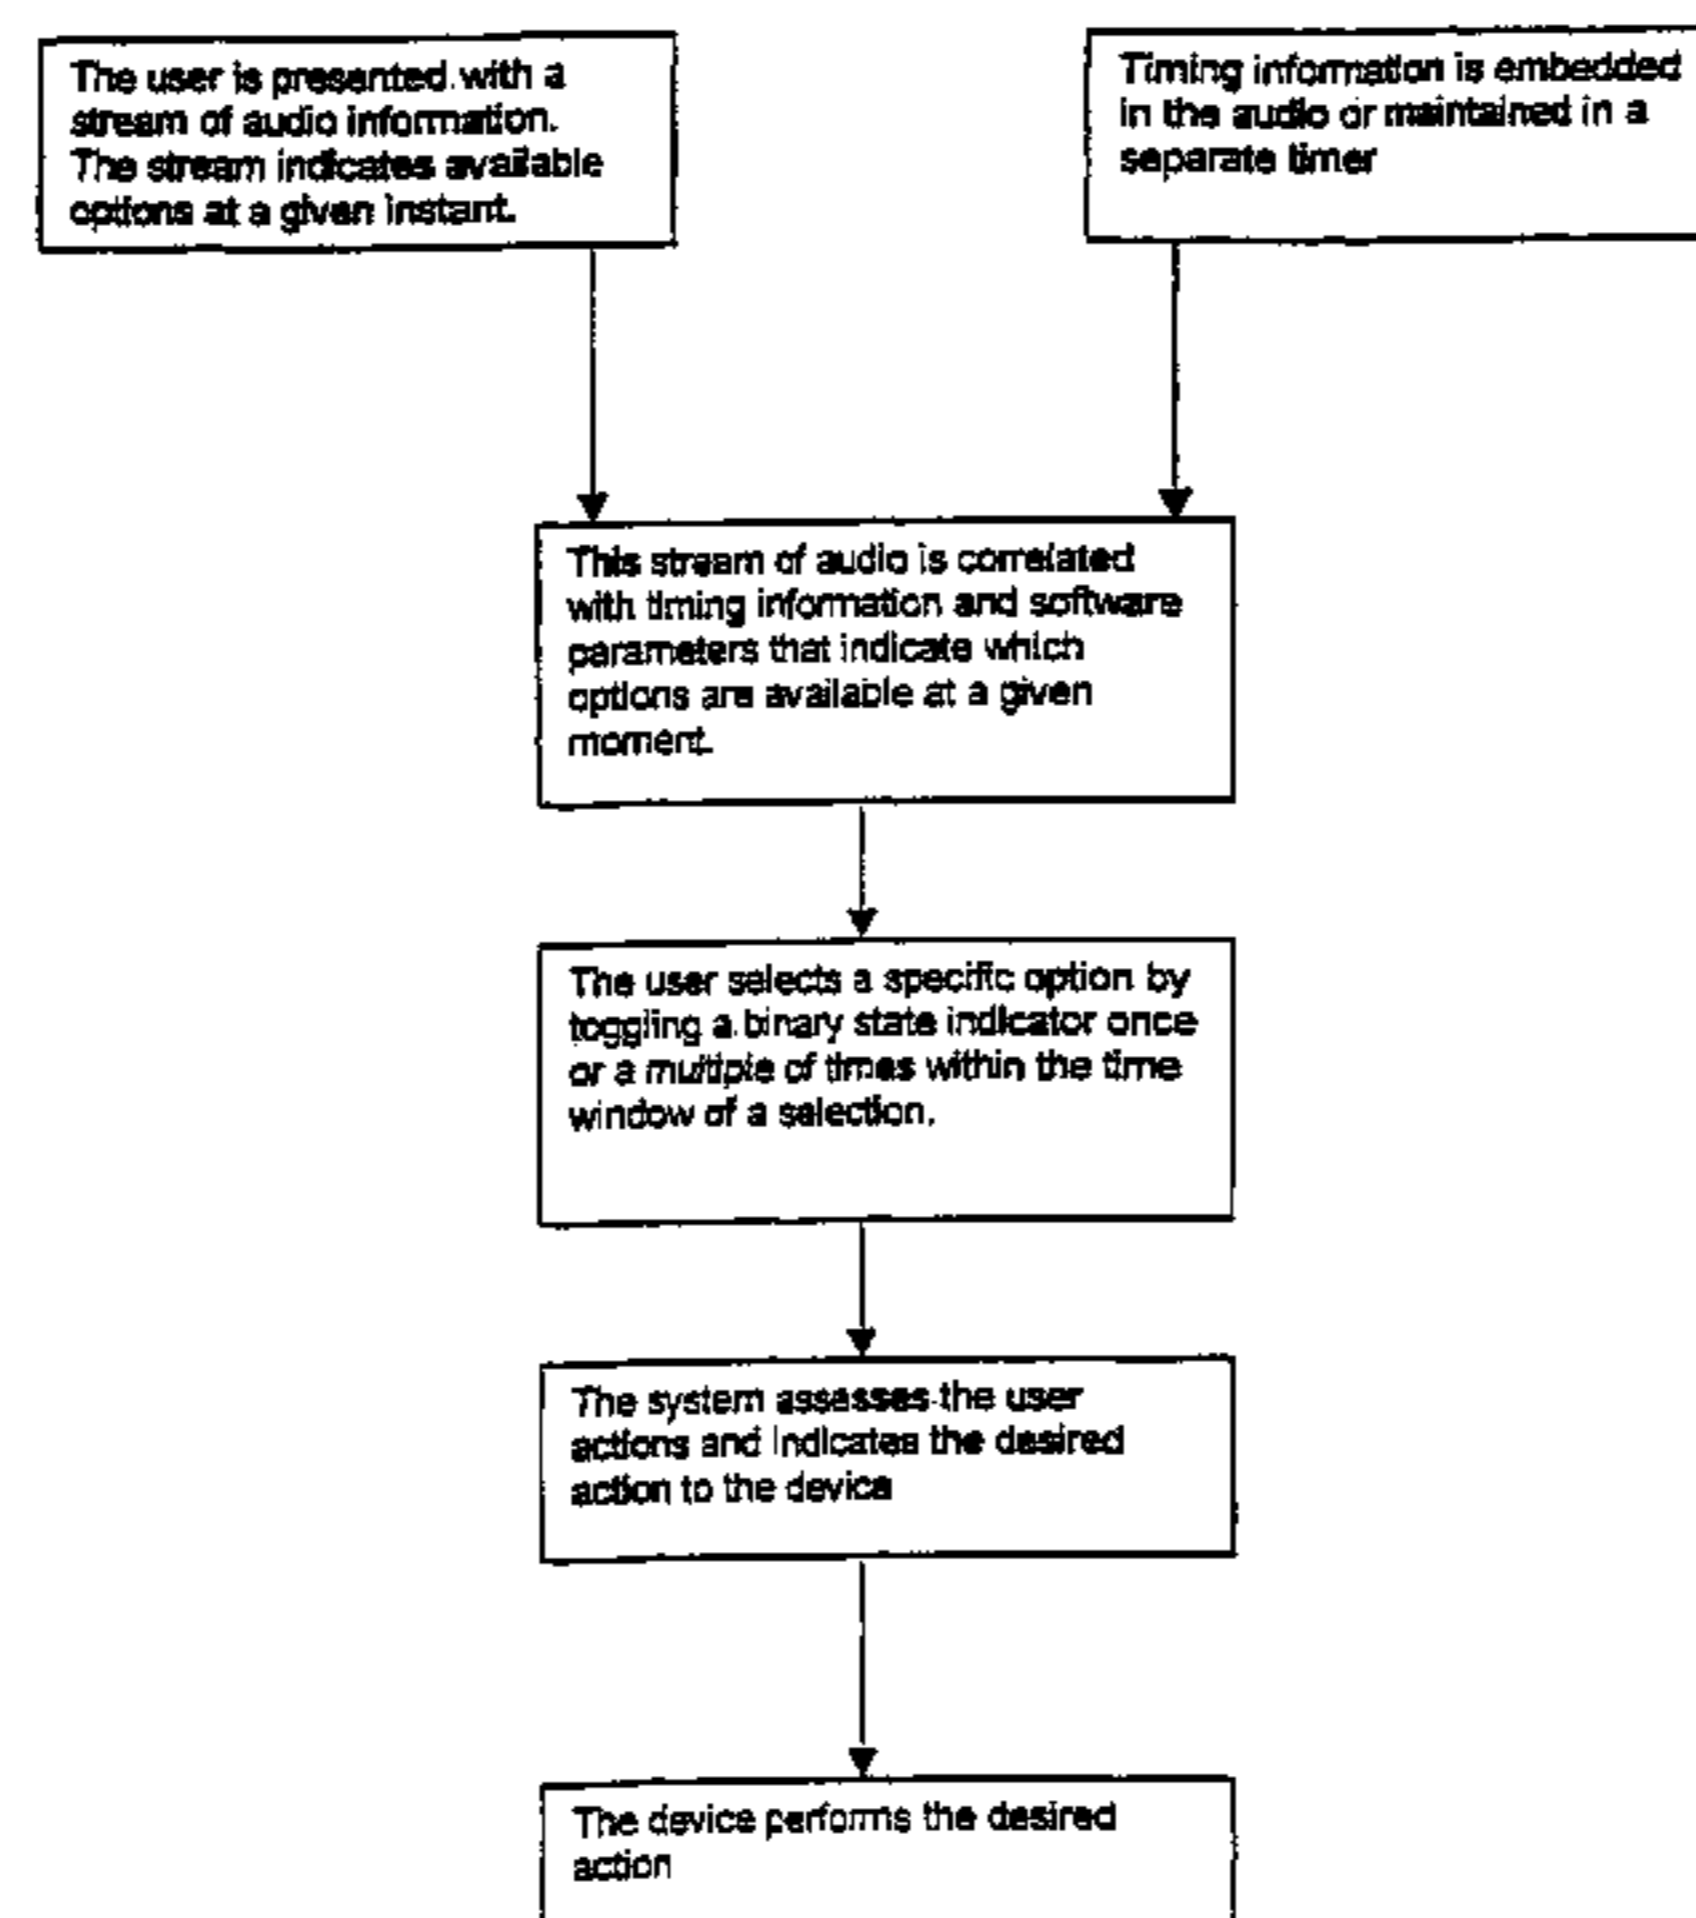 The user is presented with a
stream of audio information.
The stream indicates available
options at a given instant.
Timing information is embedded
in the audio or maintained in a
separate timer
This stream of audio is correlated
with timing information and software
parameters that indicate which
options are available at a given
moment.
The user selects a specific option by
toggling a binary state indicator once
or a multiple of times within the time
window of a selection.
The system assesses the user
actions and indicates the desired
action to the device
The device performs the desired
action